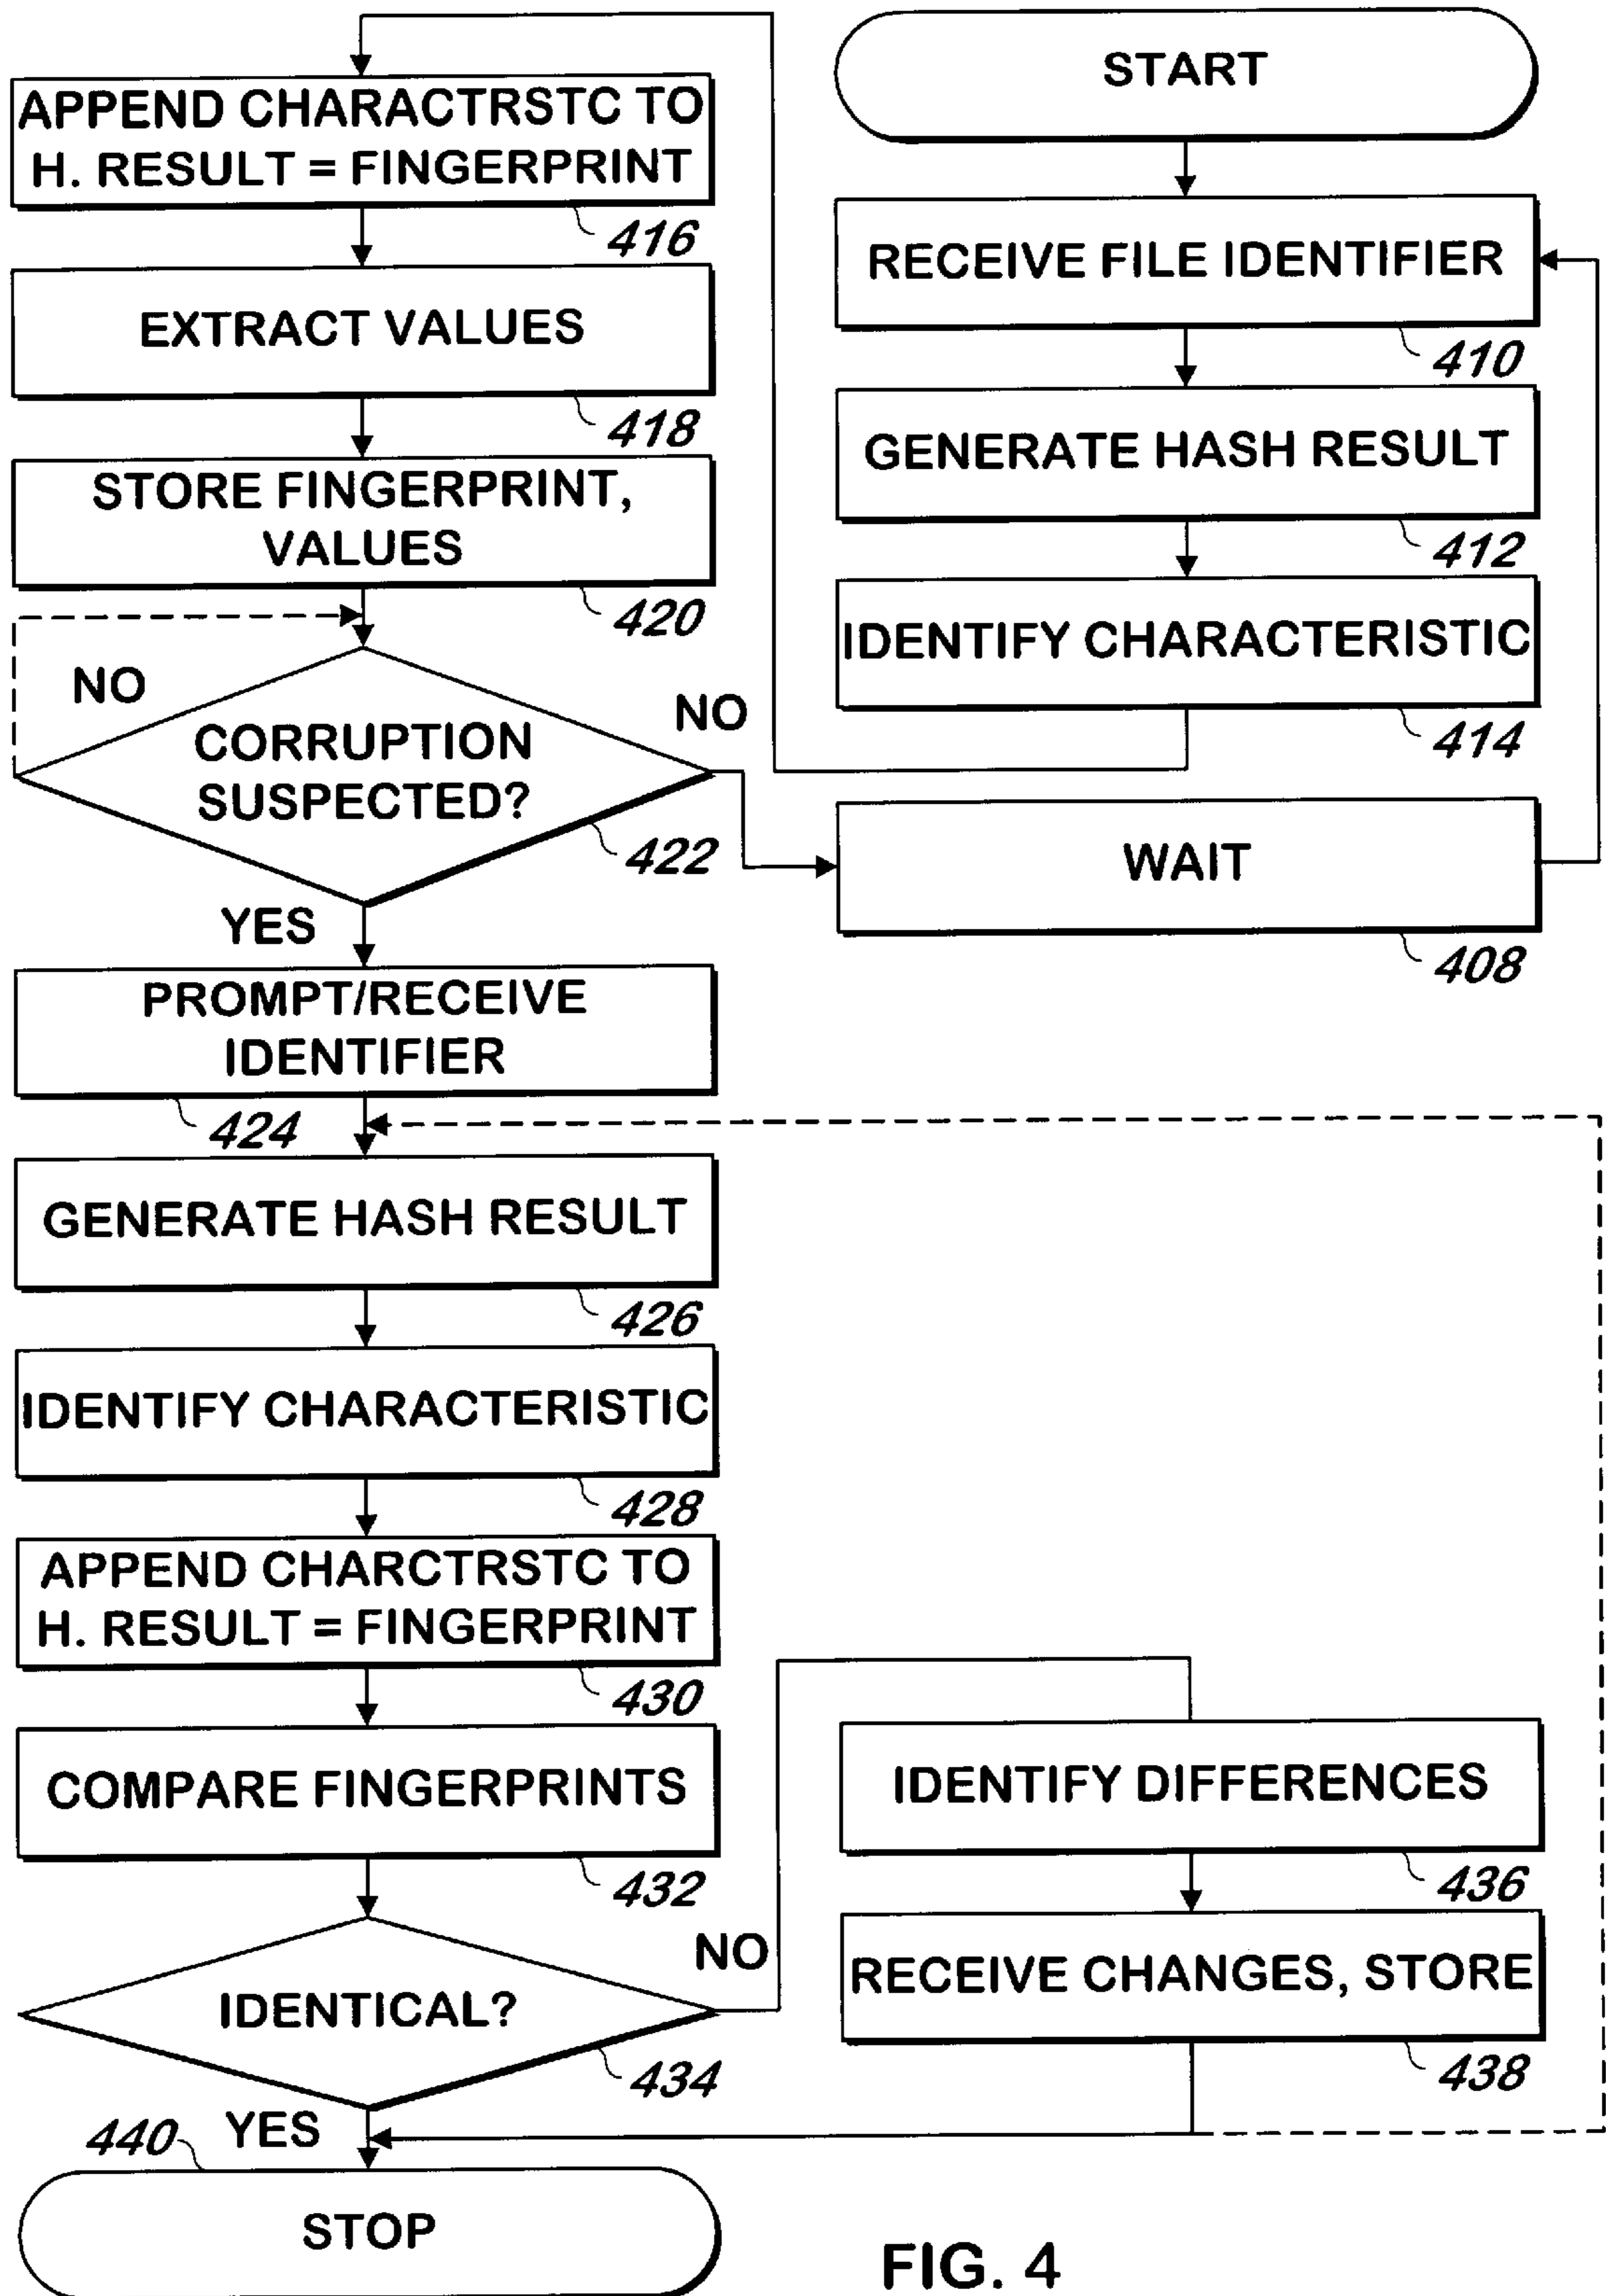 START
RECEIVE FILE IDENTIFIER
410
GENERATE HASH RESULT
412
IDENTIFY CHARACTERISTIC
414
APPEND CHARACTRSTC TO
H. RESULT = FINGERPRINT
416
EXTRACT VALUES
418
STORE FINGERPRINT,
VALUES
420
NO
CORRUPTION
SUSPECTED?
NO
422
WAIT
408
YES
PROMPT/RECEIVE
IDENTIFIER
424
GENERATE HASH RESULT
426
IDENTIFY CHARACTERISTIC
428
APPEND CHARCTRSTC TO
H. RESULT = FINGERPRINT
430
COMPARE FINGERPRINTS
432
IDENTICAL?
NO
434
IDENTIFY DIFFERENCES
436
RECEIVE CHANGES, STORE
438
YES
440
STOP
FIG. 4